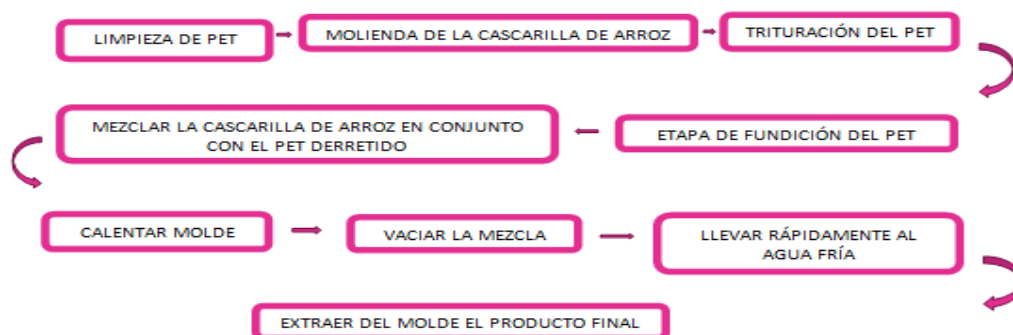 LIMPIEZA DE PET
MOLIENDA DE LA CASCARILLA DE ARROZ
TRITURACIÓN DEL PET
ETAPA DE FUNDICIÓN DEL PET
MEZCLAR LA CASCARILLA DE ARROZ EN CONJUNTO
CON EL PET DERRETIDO
CALENTAR MOLDE
VACIAR LA MEZCLA
LLEVAR RÁPIDAMENTE AL
AGUA FRÍA
EXTRAER DEL MOLDE EL PRODUCTO FINAL